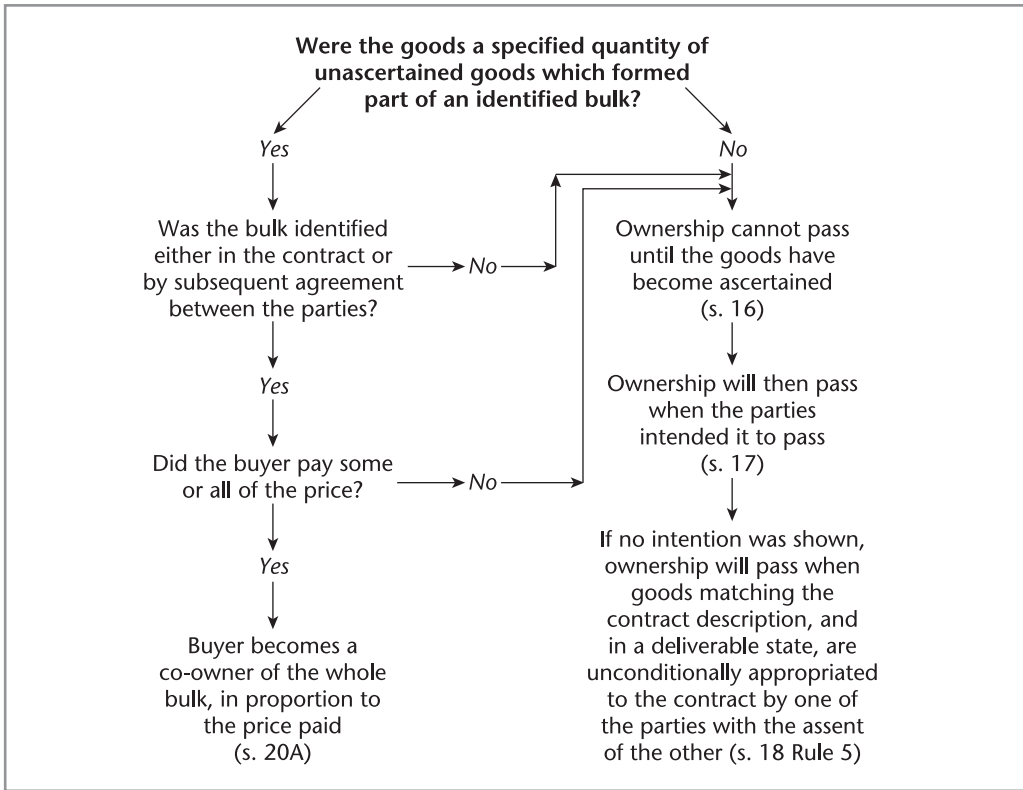 Were the goods a specified quantity of
unascertained goods which formed
part of an identified bulk?
Yes
No
Was the bulk identified
either in the contract or
by subsequent agreement
between the parties?
No
Ownership cannot pass
until the goods have
become ascertained
(s. 16)
Yes
Ownership will then pass
when the parties
intended it to pass
(s. 17)
Did the buyer pay some
or all of the price?
No
Yes
If no intention was shown,
ownership will pass when
goods matching the
contract description, and
in a deliverable state, are
unconditionally appropriated
to the contract by one of
the parties with the assent
of the other (s. 18 Rule 5)
Buyer becomes a
co-owner of the whole
bulk, in proportion to
the price paid
(s. 20A)